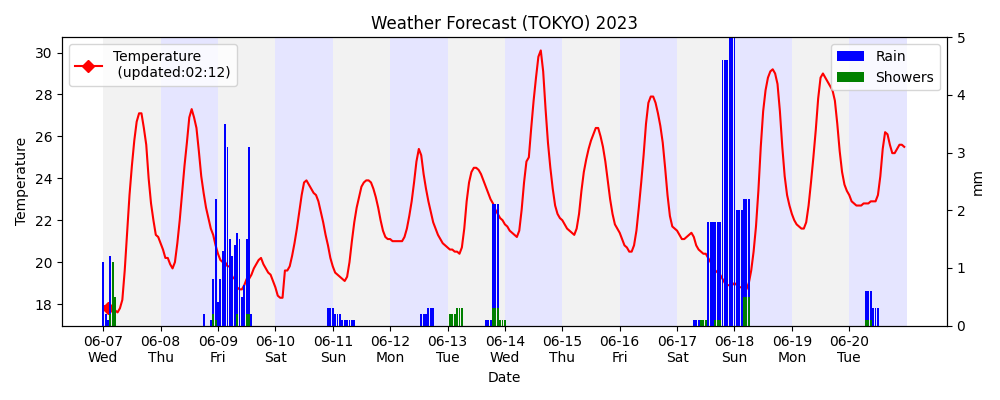 Weather Forecast (TOKYO) 2023
Temperature
(updated:02:12)
Rain
Showers
30
28
26
24
22
20
18
Temperature
5
4
3
2
1
0
mm
06-07 06-08 06-09 06-10 06-11 06-12 06-13 06-14 06-15 06-16 06-17 06-18 06-19 06-20
Wed Thu Fri Sat Sun Mon Tue Wed Thu Fri Sat Sun Mon Tue
Date